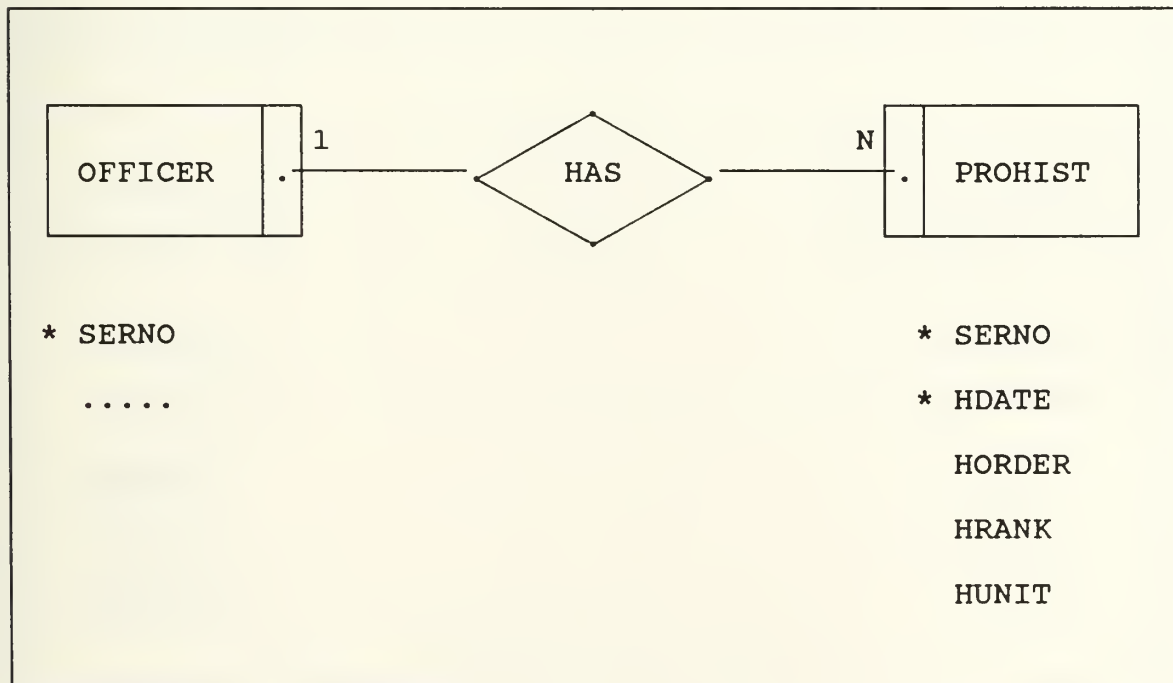 1 N
OFFICER . HAS . PROHIST
* SERNO * SERNO
..... * HDATE
HORDER
HRANK
HUNIT